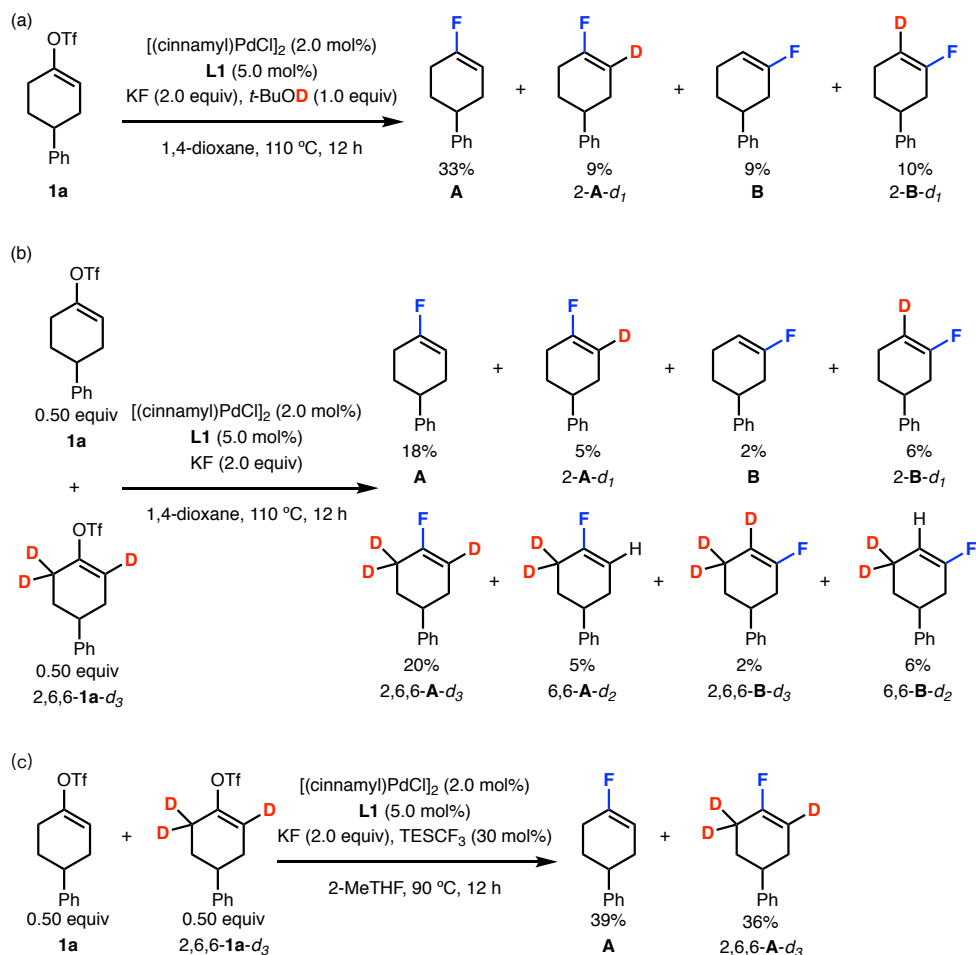 (a)
OTf
Ph
1a
[(cinnamyl)PdCl]2 (2.0 mol%)
L1 (5.0 mol%)
KF (2.0 equiv), t-BuOD (1.0 equiv)
1,4-dioxane, 110 ºC, 12 h
F
Ph
33%
A
+
F
D
Ph
9%
2-A-d1
+
F
Ph
9%
B
+
D
F
Ph
10%
2-B-d1
(b)
OTf
Ph
0.50 equiv
1a
+
OTf
D
D
D
Ph
0.50 equiv
2,6,6-1a-d3
[(cinnamyl)PdCl]2 (2.0 mol%)
L1 (5.0 mol%)
KF (2.0 equiv)
1,4-dioxane, 110 ºC, 12 h
F
Ph
18%
A
+
F
D
Ph
5%
2-A-d1
+
F
Ph
2%
B
+
D
F
Ph
6%
2-B-d1
F
D
D
D
Ph
20%
2,6,6-A-d3
+
F
D
D
H
Ph
5%
6,6-A-d2
+
D
D
D
F
Ph
2%
2,6,6-B-d3
+
H
D
D
F
Ph
6%
6,6-B-d2
(c)
OTf
Ph
0.50 equiv
1a
+
OTf
D
D
D
Ph
0.50 equiv
2,6,6-1a-d3
[(cinnamyl)PdCl]2 (2.0 mol%)
L1 (5.0 mol%)
KF (2.0 equiv), TESCF3 (30 mol%)
2-MeTHF, 90 ºC, 12 h
F
Ph
39%
A
+
F
D
D
D
Ph
36%
2,6,6-A-d3